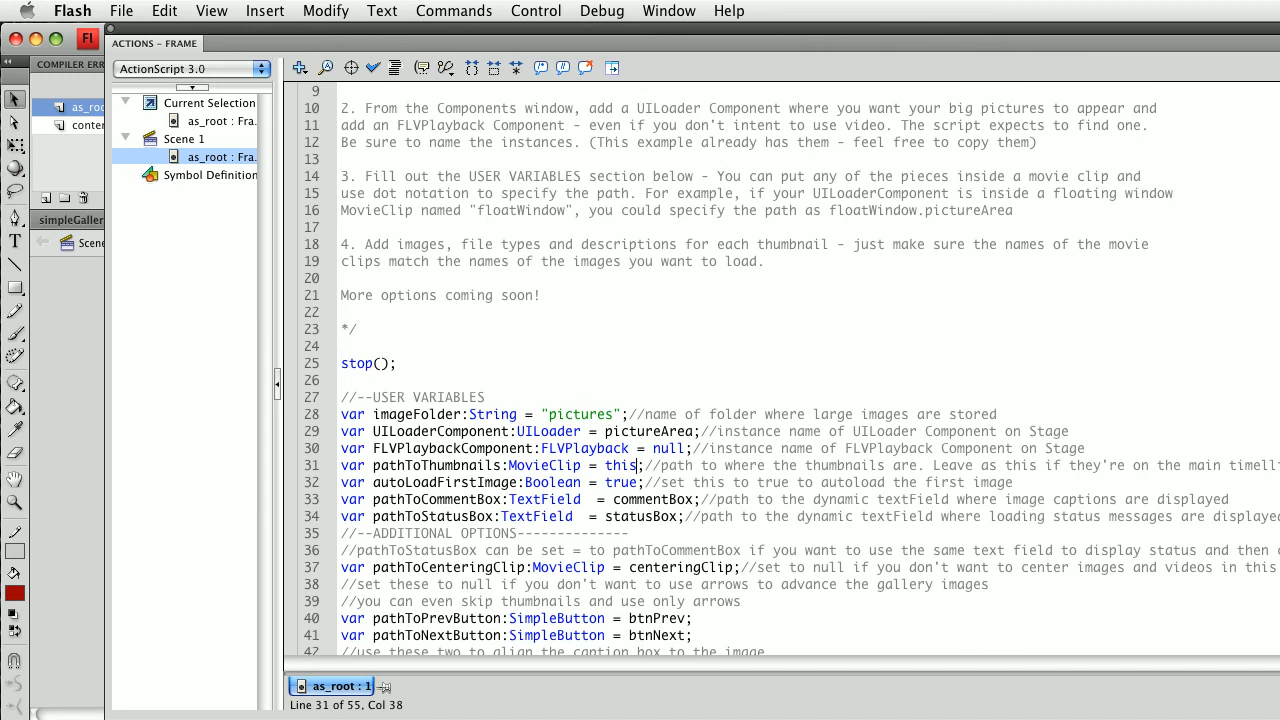 Flash File Edit View Insert Modify Text Commands Control Debug Window Help
Fl
ACTIONS - FRAME
COMPILER ERR
ActionScript 3.0
as_roo
conter
Current Selection
as_root : Fra.
Scene 1
as_root : Fra.
Symbol Definition
simpleGaller
Scene
9
10 2. From the Components window, add a UILoader Component where you want your big pictures to appear and
11 add an FLVPlayback Component - even if you don't intent to use video. The script expects to find one.
12 Be sure to name the instances. (This example already has them - feel free to copy them)
13
14 3. Fill out the USER VARIABLES section below - You can put any of the pieces inside a movie clip and
15 use dot notation to specify the path. For example, if your UILoaderComponent is inside a floating window
16 MovieClip named "floatWindow", you could specify the path as floatWindow.pictureArea
17
18 4. Add images, file types and descriptions for each thumbnail - just make sure the names of the movie
19 clips match the names of the images you want to load.
20
21 More options coming soon!
22
23 */
24
25 stop();
26
27 //--USER VARIABLES
28 var imageFolder:String = "pictures";//name of folder where large images are stored
29 var UILoaderComponent:UILoader = pictureArea;//instance name of UILoader Component on Stage
30 var FLVPlaybackComponent:FLVPlayback = null;//instance name of FLVPlayback Component on Stage
31 var pathToThumbnails:MovieClip = this;//path to where the thumbnails are. Leave as this if they're on the main timeli
32 var autoLoadFirstImage:Boolean = true;//set this to true to autoload the first image
33 var pathToCommentBox:TextField  = commentBox;//path to the dynamic textField where image captions are displayed
34 var pathToStatusBox:TextField  = statusBox;//path to the dynamic textField where loading status messages are displayed
35 //--ADDITIONAL OPTIONS--------------
36 //pathToStatusBox can be set = to pathToCommentBox if you want to use the same text field to display status and then
37 var pathToCenteringClip:MovieClip = centeringClip;//set to null if you don't want to center images and videos in this
38 //set these to null if you don't want to use arrows to advance the gallery images
39 //you can even skip thumbnails and use only arrows
40 var pathToPrevButton:SimpleButton = btnPrev;
41 var pathToNextButton:SimpleButton = btnNext;
42 //use these two to align the caption box to the image
as_root : 1
Line 31 of 55, Col 38